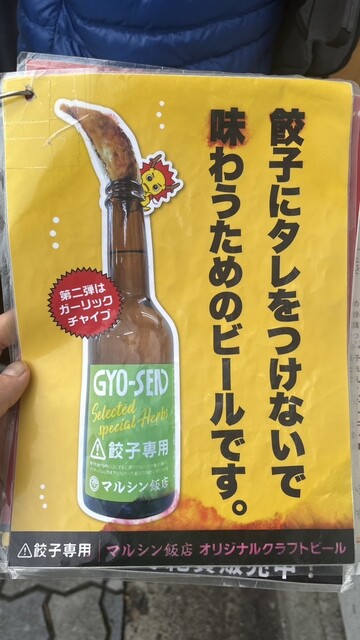 餃子にタレをつけないで
味わうためのビールです。
第二弾は
ガーリック
チャイブ
GYO-SEN
Selected
special Herbs
⚠餃子専用
マルシン飯店
⚠餃子専用 マルシン飯店 オリジナルクラフトビール